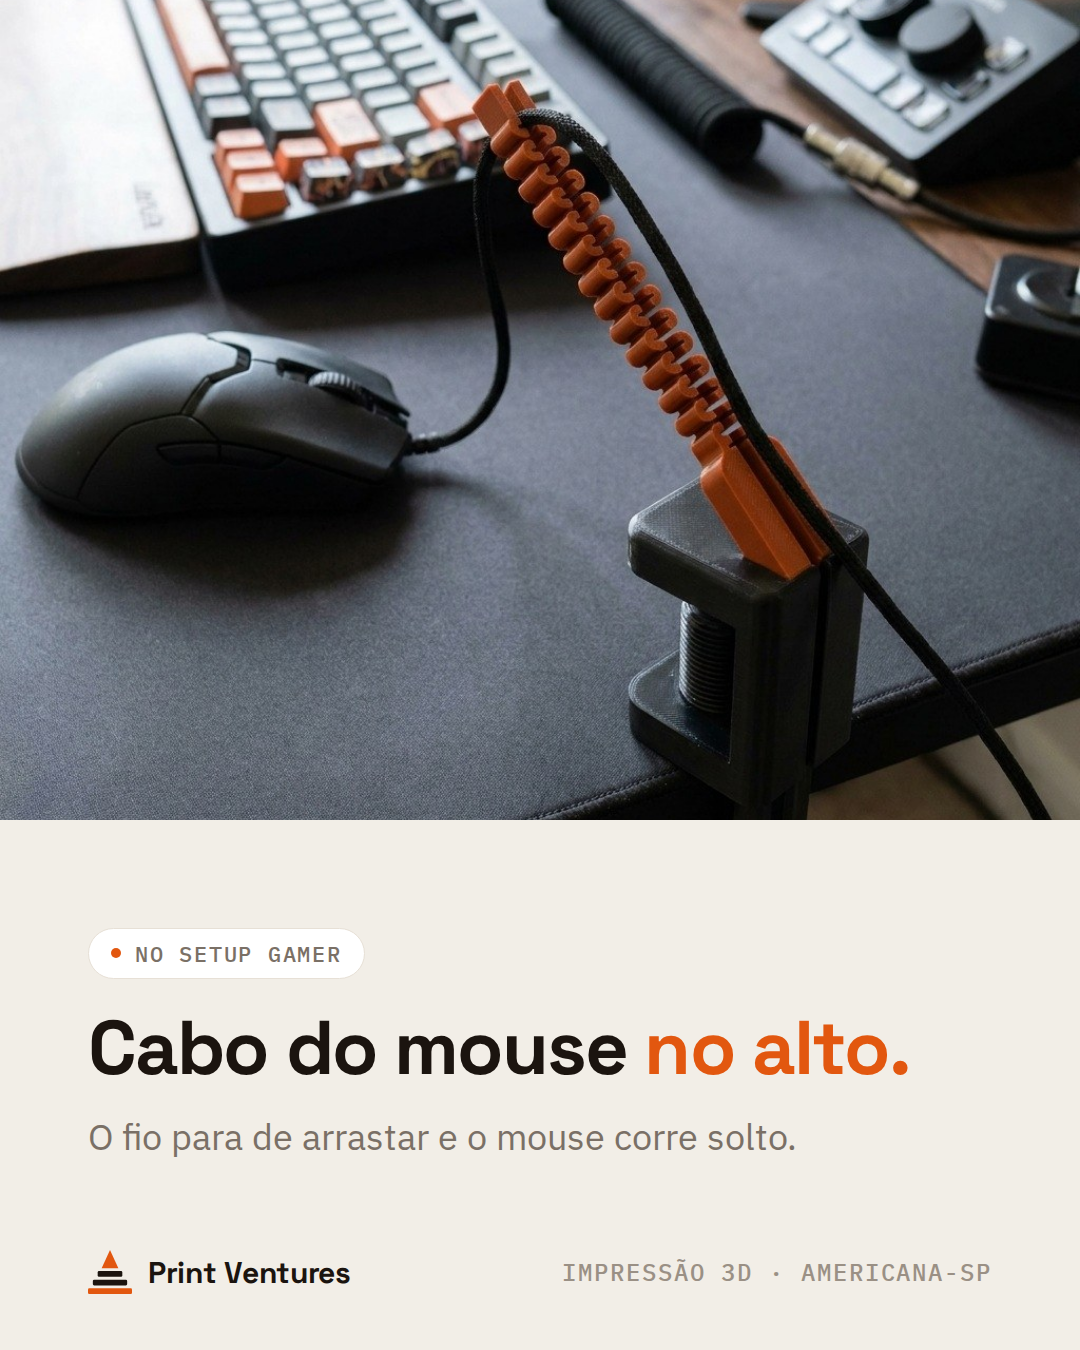 NO SETUP GAMER
Cabo do mouse no alto.
O fio para de arrastar e o mouse corre solto.
Print Ventures
IMPRESSÃO 3D · AMERICANA-SP